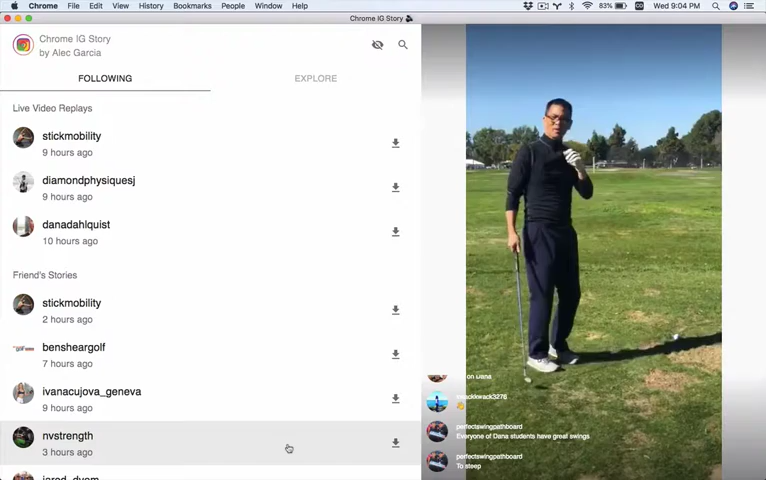 Chrome File Edit View History Bookmarks People Window Help 83% Wed 9:04 PM
Chrome IG Story
Chrome IG Story
by Alec Garcia
FOLLOWING EXPLORE
Live Video Replays
stickmobility
9 hours ago
diamondphysiquesj
9 hours ago
danadahlquist
10 hours ago
Friend's Stories
stickmobility
2 hours ago
bensheargolf
7 hours ago
ivanacujova_geneva
9 hours ago
nvstrength
3 hours ago
on Dana
perfectswingpathboard
Everyone of Dana students have great swings
perfectswingpathboard
To steep